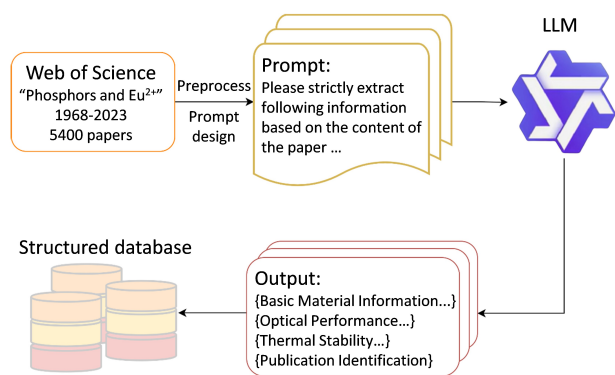 LLM
Web of Science
“Phosphors and Eu²⁺”
1968-2023
5400 papers
Preprocess
Prompt
design
Prompt:
Please strictly extract
following information
based on the content of
the paper ...
Structured database
Output:
{Basic Material Information...}
{Optical Performance...}
{Thermal Stability...}
{Publication Identification}